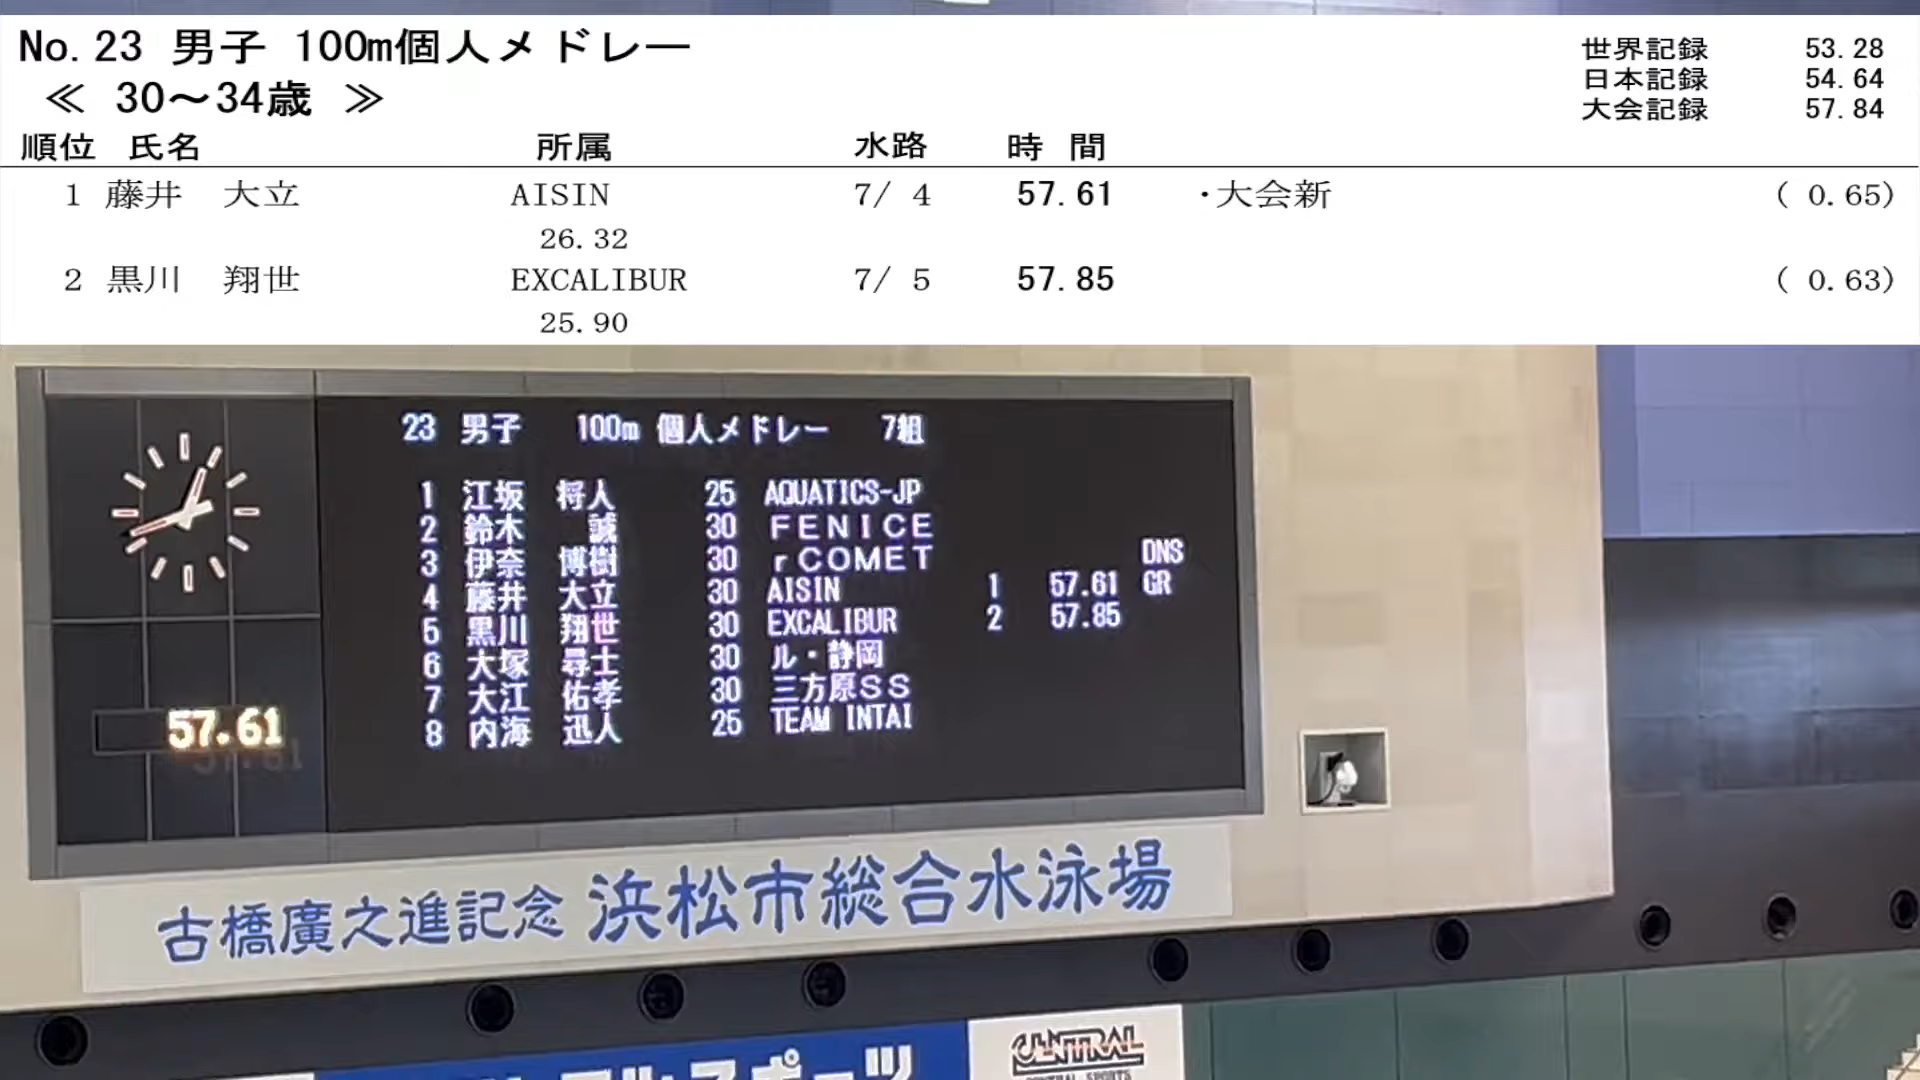 No.23 男子 100m個人メドレー
≪ 30〜34歳 ≫
世界記録 53.28
日本記録 54.64
大会記録 57.84
順位 氏名 所属 水路 時間
1 藤井 大立 AISIN 7/ 4 57.61 ・大会新 ( 0.65)
26.32
2 黒川 翔世 EXCALIBUR 7/ 5 57.85 ( 0.63)
25.90
23 男子 100m 個人メドレー 7組
1 江坂 将人 25 AQUATICS-JP
2 鈴木 誠 30 FENICE
3 伊奈 博樹 30 rCOMET DNS
4 藤井 大立 30 AISIN 1 57.61 GR
5 黒川 翔世 30 EXCALIBUR 2 57.85
6 大塚 尋士 30 ル・静岡
7 大江 佑孝 30 三方原SS
8 内海 迅人 25 TEAM INTAI
57.61
古橋廣之進記念 浜松市総合水泳場
CENTRAL
CENTRAL SPORTS